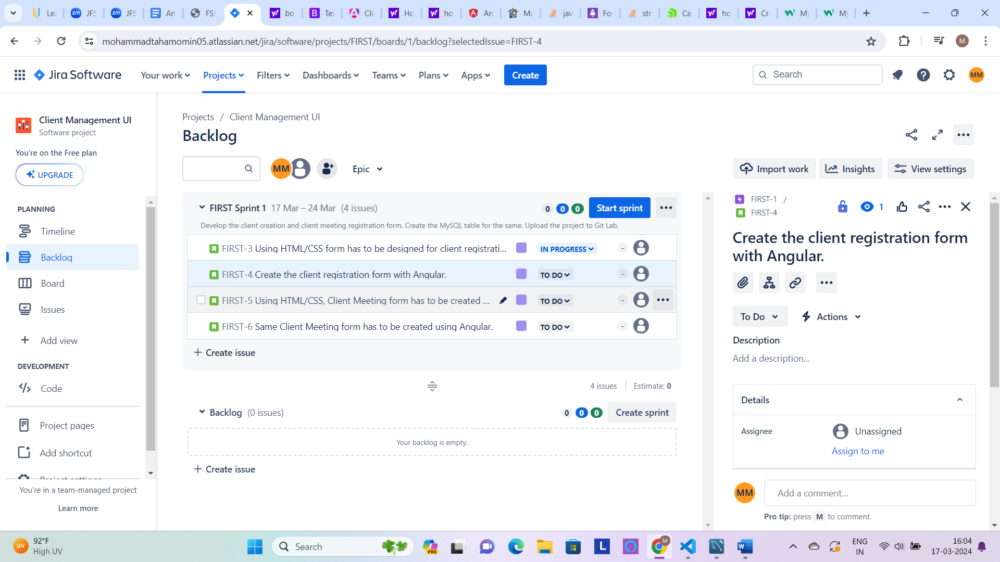 Lea
JFS
JFS
An
FSD
bo
Tex
Clie
Ho
ho
An
Ma
jav
For
stri
Ca
ho
Cre
My
My
mohammadtahamomin05.atlassian.net/jira/software/projects/FIRST/boards/1/backlog?selectedIssue=FIRST-4
M
Jira Software
Your work
Projects
Filters
Dashboards
Teams
Plans
Apps
Create
Search
MM
Client Management UI
Software project
You're on the Free plan
UPGRADE
PLANNING
Timeline
Backlog
Board
Issues
Add view
DEVELOPMENT
Code
Project pages
Add shortcut
Project settings
You're in a team-managed project
Learn more
Projects / Client Management UI
Backlog
MM
Epic
Import work
Insights
View settings
FIRST Sprint 1 17 Mar – 24 Mar (4 issues)
0 0 0
Start sprint
Develop the client creation and client meeting registration form. Create the MySQL table for the same. Upload the project to Git Lab.
FIRST-3 Using HTML/CSS form has to be designed for client registrati... IN PROGRESS -
FIRST-4 Create the client registration form with Angular. TO DO -
FIRST-5 Using HTML/CSS, Client Meeting form has to be created ... TO DO -
FIRST-6 Same Client Meeting form has to be created using Angular. TO DO -
+ Create issue
4 issues Estimate: 0
Backlog (0 issues)
0 0 0
Create sprint
Your backlog is empty.
+ Create issue
FIRST-1 /
FIRST-4
1
Create the client registration form
with Angular.
To Do
Actions
Description
Add a description...
Details
Assignee
Unassigned
Assign to me
MM
Add a comment...
Pro tip: press M to comment
UV
92°F
High UV
Search
PRE
L
M
ENG
IN
16:04
17-03-2024